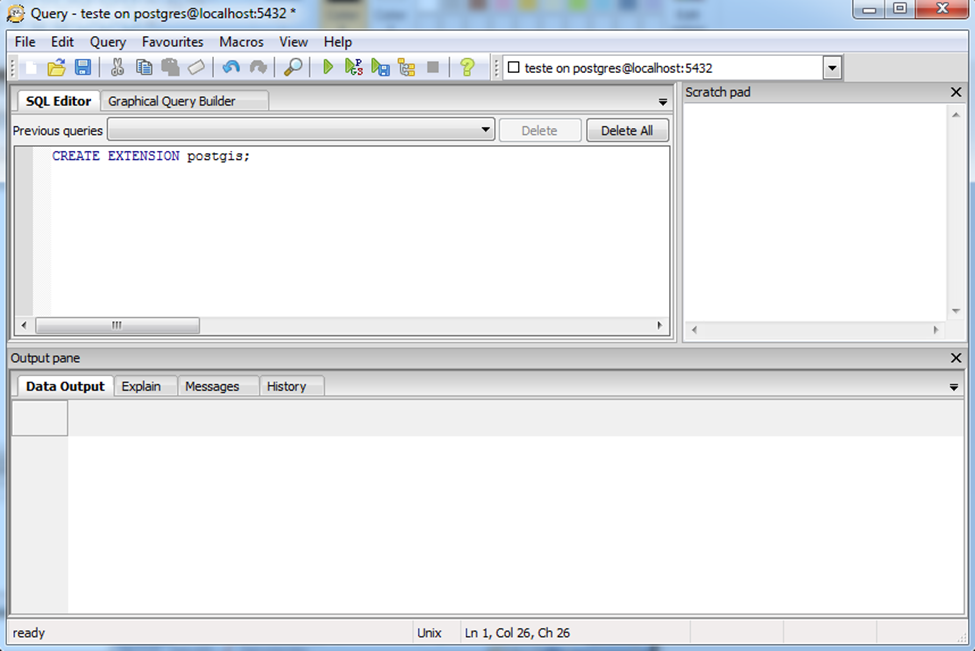 Query - teste on postgres@localhost:5432 *
File Edit Query Favourites Macros View Help
teste on postgres@localhost:5432
SQL Editor Graphical Query Builder
Scratch pad
Previous queries Delete Delete All
CREATE EXTENSION postgis;
Output pane
Data Output Explain Messages History
ready Unix Ln 1, Col 26, Ch 26